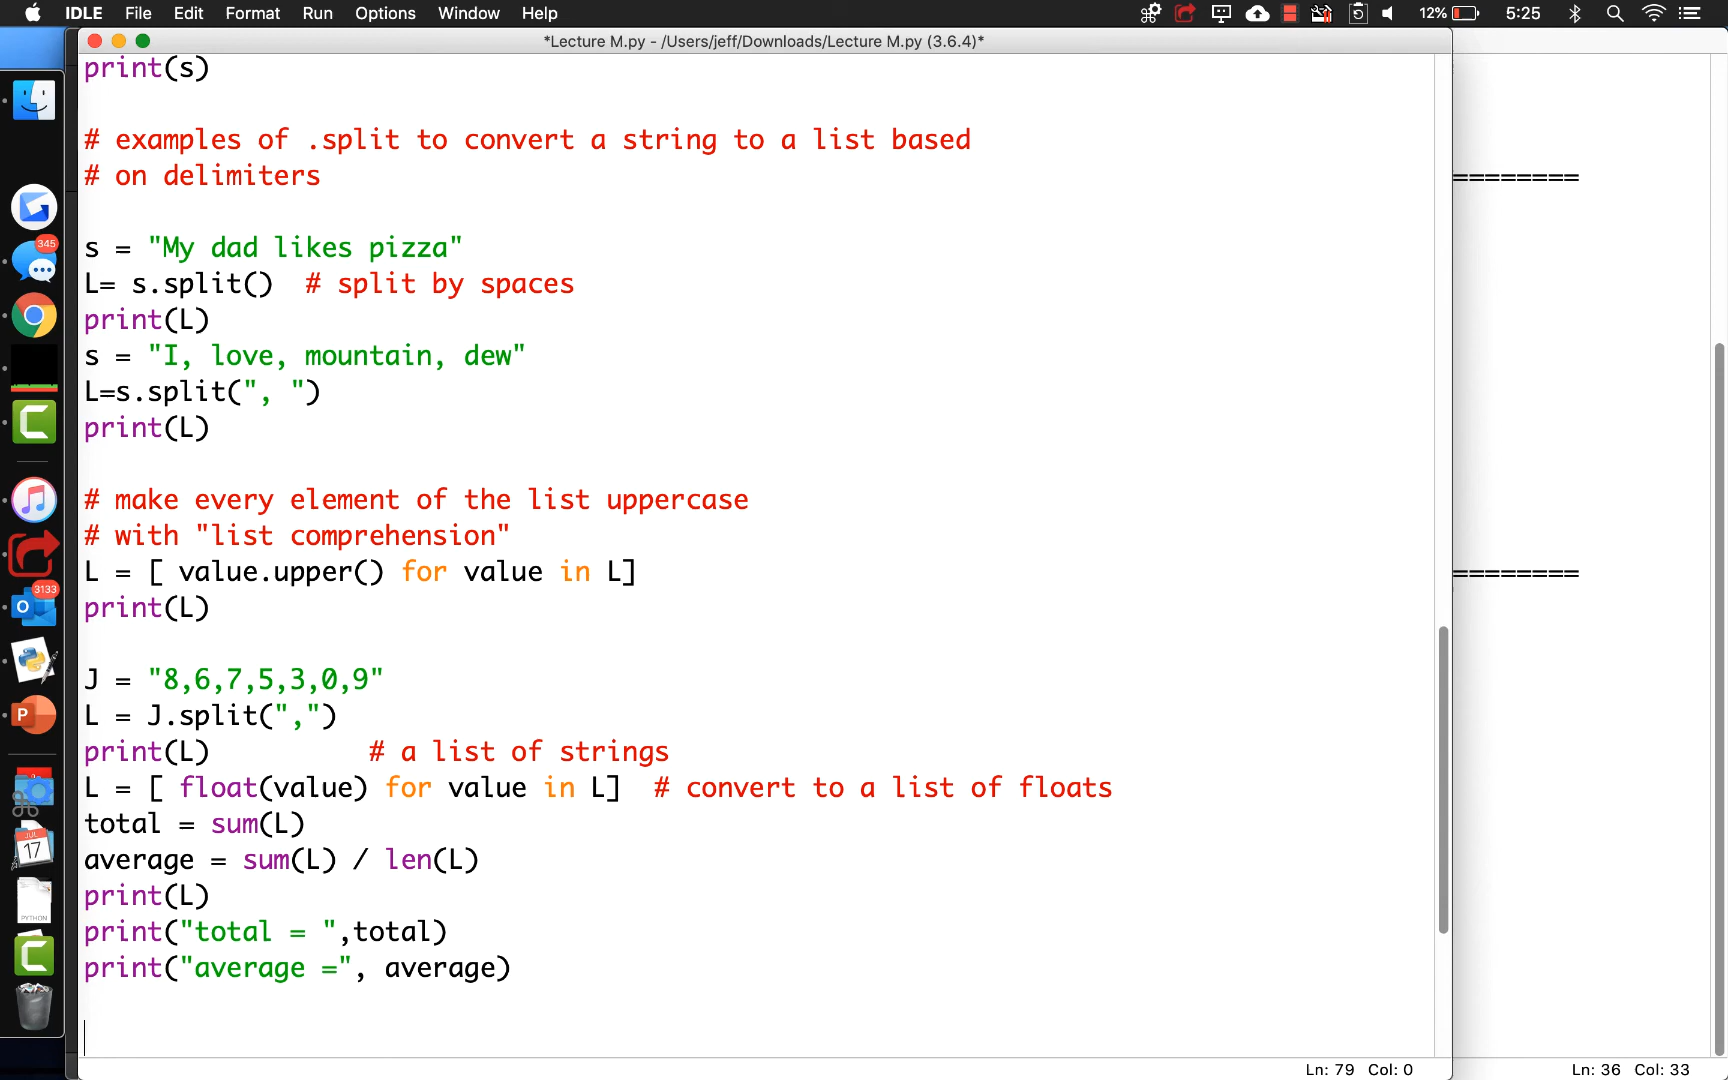 IDLE File Edit Format Run Options Window Help 12% 5:25
*Lecture M.py - /Users/jeff/Downloads/Lecture M.py (3.6.4)*
print(s)
# examples of .split to convert a string to a list based
# on delimiters
========
s = "My dad likes pizza"
345
L= s.split()  # split by spaces
print(L)
s = "I, love, mountain, dew"
L=s.split(", ")
print(L)
# make every element of the list uppercase
# with "list comprehension"
L = [ value.upper() for value in L]
========
3133
print(L)
J = "8,6,7,5,3,0,9"
L = J.split(",")
print(L)          # a list of strings
L = [ float(value) for value in L]  # convert to a list of floats
total = sum(L)
JUL
17
average = sum(L) / len(L)
print(L)
PYTHON
print("total = ",total)
print("average =", average)
Ln: 79 Col: 0
Ln: 36 Col: 33